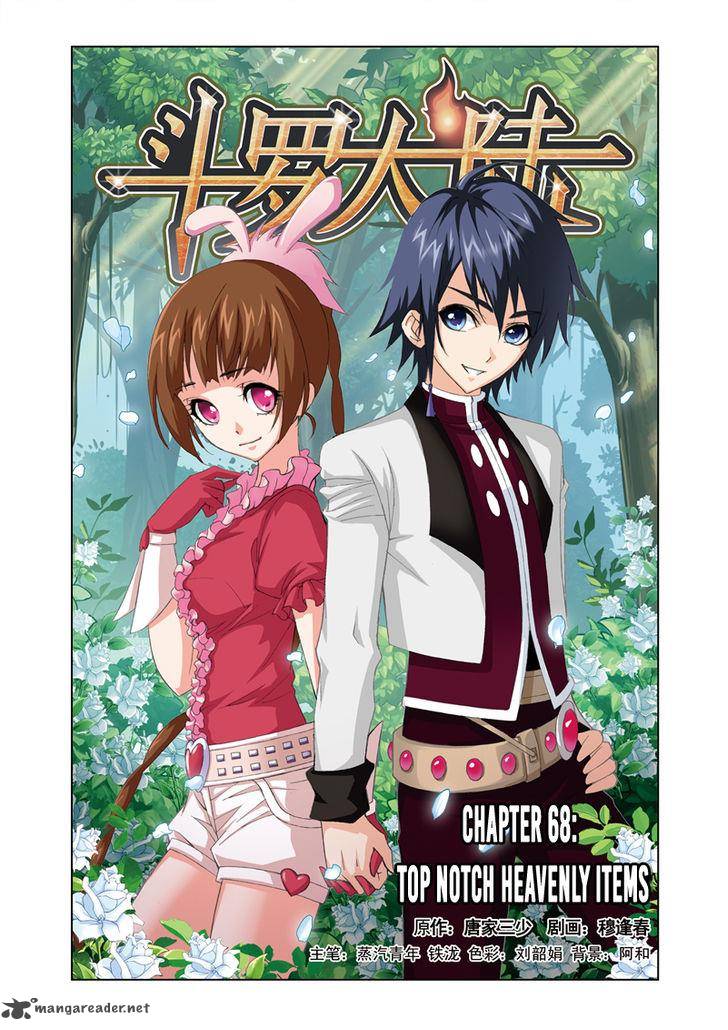 斗罗大陆
CHAPTER 68:
TOP NOTCH HEAVENLY ITEMS
原作：唐家三少 剧画：穆逢春
主笔：蒸汽青年 铁泷 色彩：刘韶娟 背景：阿和
mangareader.net